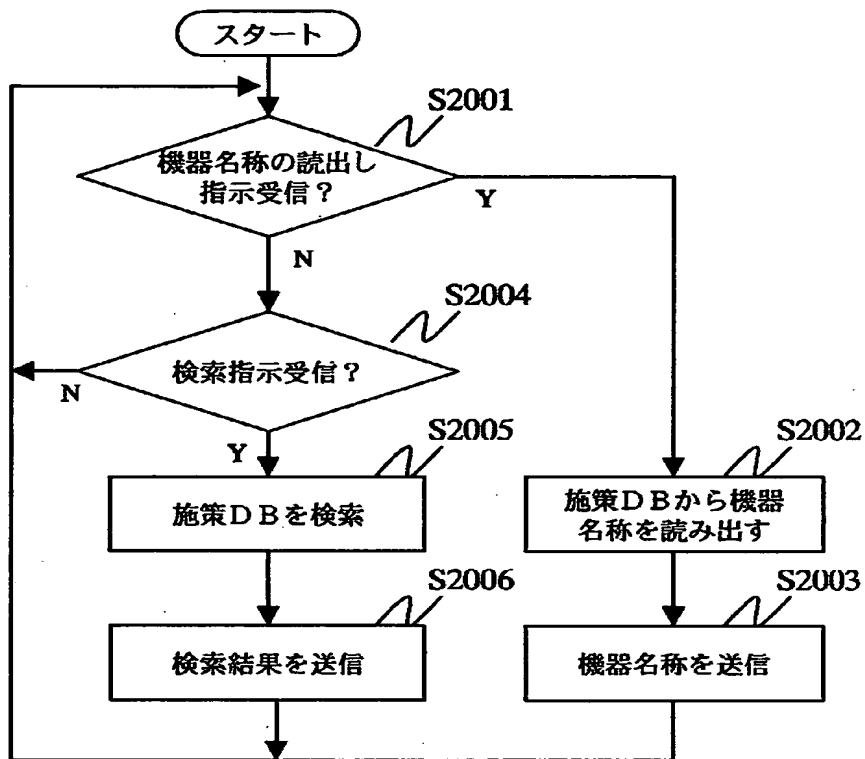 スタート
S2001
機器名称の読出し
指示受信?
Y
N
S2004
検索指示受信?
N
Y
S2005
施策DBを検索
S2002
施策DBから機器
名称を読み出す
S2006
検索結果を送信
S2003
機器名称を送信